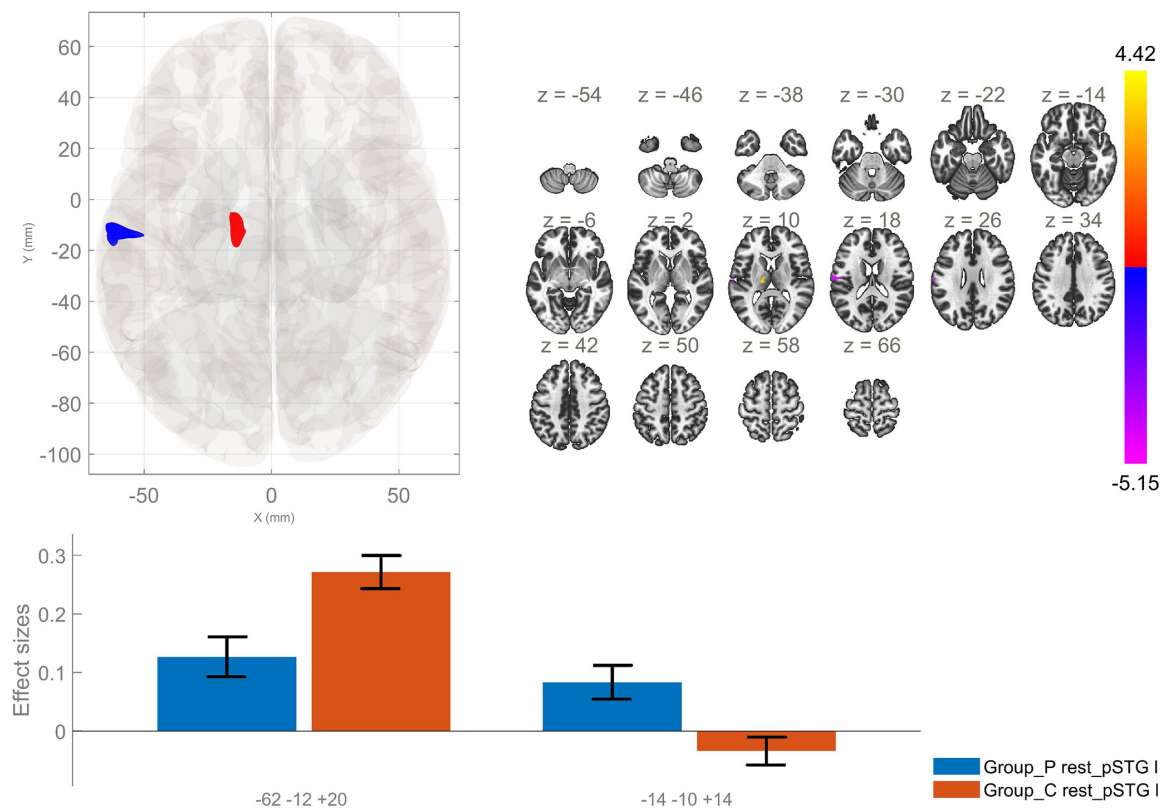 60
40
20
0
-20
-40
-60
-80
-100
Y (mm)
-50 0 50
X (mm)
4.42
z = -54 z = -46 z = -38 z = -30 z = -22 z = -14
z = -6 z = 2 z = 10 z = 18 z = 26 z = 34
z = 42 z = 50 z = 58 z = 66
-5.15
0.3
0.2
0.1
0
Effect sizes
-62 -12 +20 -14 -10 +14
Group_P rest_pSTG l
Group_C rest_pSTG l